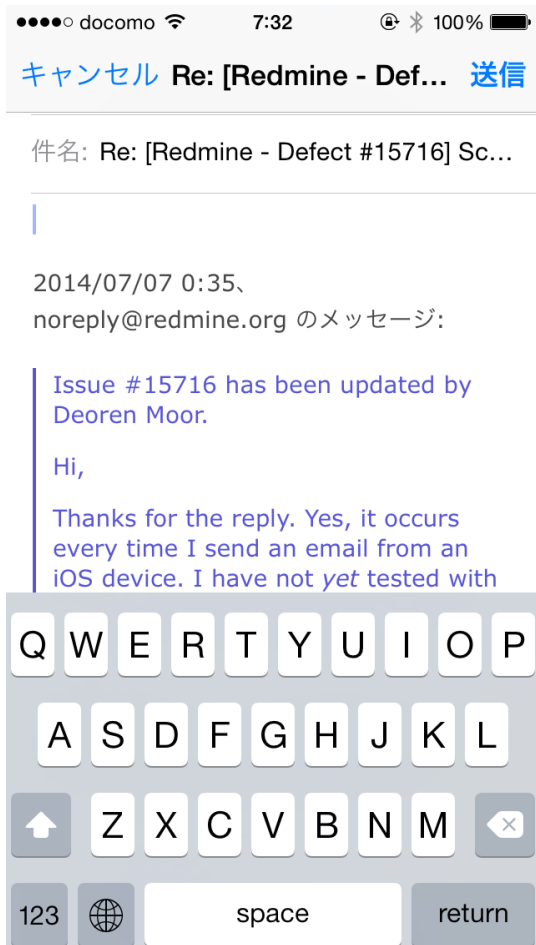 docomo 7:32 100%
キャンセル Re: [Redmine - Def... 送信
件名: Re: [Redmine - Defect #15716] Sc...
2014/07/07 0:35、
noreply@redmine.org のメッセージ:
Issue #15716 has been updated by
Deoren Moor.
Hi,
Thanks for the reply. Yes, it occurs
every time I send an email from an
iOS device. I have not yet tested with
Q W E R T Y U I O P
A S D F G H J K L
Z X C V B N M
123 space return